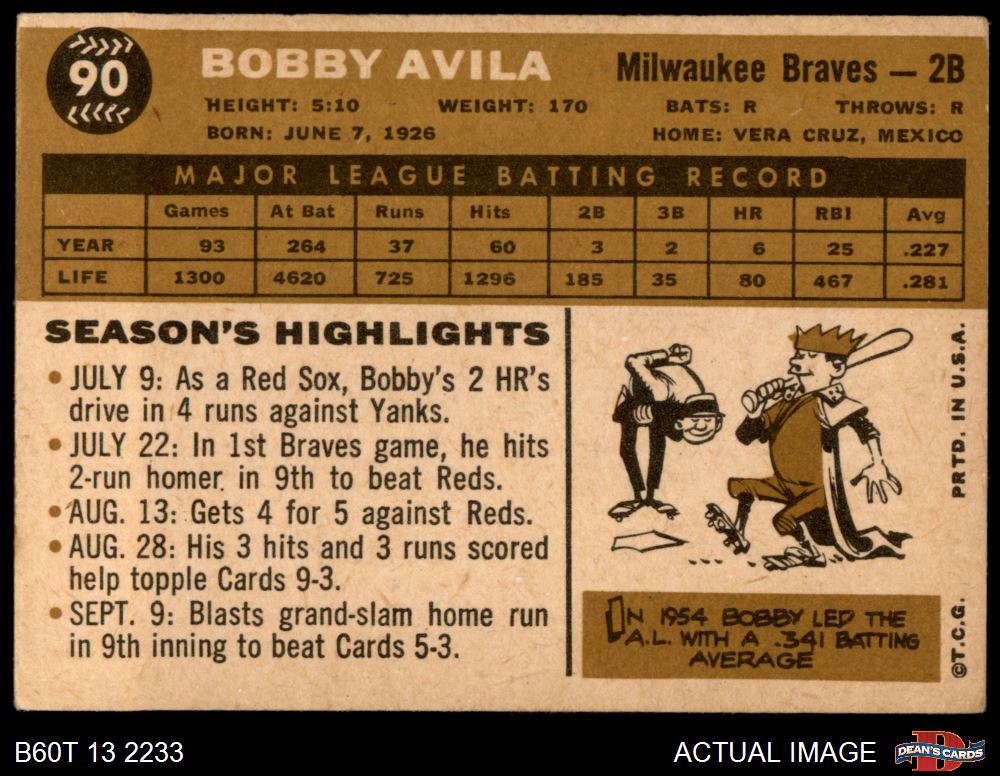 90
BOBBY AVILA
Milwaukee Braves — 2B
HEIGHT: 5:10 WEIGHT: 170 BATS: R THROWS: R
BORN: JUNE 7, 1926 HOME: VERA CRUZ, MEXICO
MAJOR LEAGUE BATTING RECORD
Games At Bat Runs Hits 2B 3B HR RBI Avg
YEAR 93 264 37 60 3 2 6 25 .227
LIFE 1300 4620 725 1296 185 35 80 467 .281
SEASON'S HIGHLIGHTS
• JULY 9: As a Red Sox, Bobby's 2 HR's
drive in 4 runs against Yanks.
• JULY 22: In 1st Braves game, he hits
2-run homer in 9th to beat Reds.
• AUG. 13: Gets 4 for 5 against Reds.
• AUG. 28: His 3 hits and 3 runs scored
help topple Cards 9-3.
• SEPT. 9: Blasts grand-slam home run
in 9th inning to beat Cards 5-3.
IN 1954 BOBBY LED THE
A.L. WITH A .341 BATTING
AVERAGE
©T.C.G. PRTD. IN U.S.A.
B60T 13 2233
ACTUAL IMAGE
D
DEAN'S CARDS